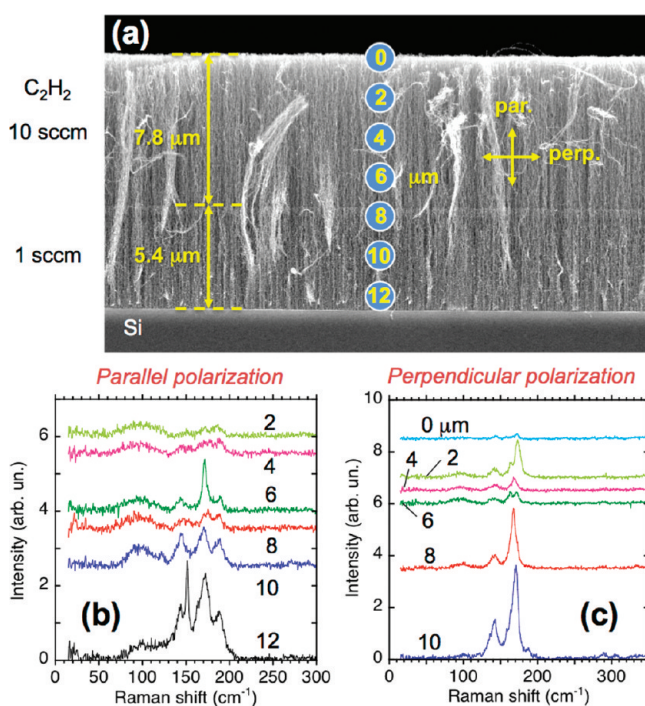 (a)
C₂H₂
10 sccm
1 sccm
7.8 μm
5.4 μm
0
2
4
6
8
10
12
μm
par.
perp.
Si
Parallel polarization
Perpendicular polarization
Intensity (arb. un.)
6
4
2
0
2
4
6
8
10
12
(b)
0 50 100 150 200 250 300
Raman shift (cm⁻¹)
Intensity (arb. un.)
10
8
6
4
2
0
0 μm
4
2
6
8
10
(c)
0 100 200 300
Raman shift (cm⁻¹)